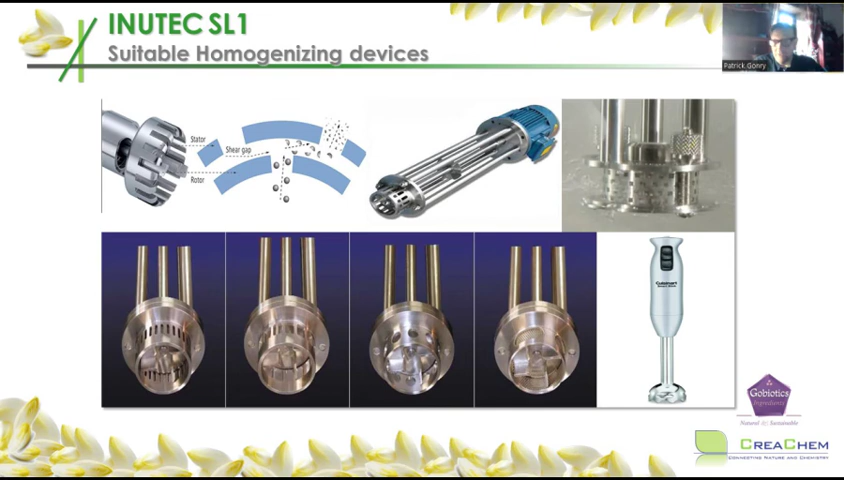 INUTEC SL1
Suitable Homogenizing devices
Patrick Gonry
Stator
Shear gap
Rotor
Cuisinart
Gobiotics
Ingredients
Natural & Sustainable
CREACHEM
CONNECTING NATURE AND CHEMISTRY